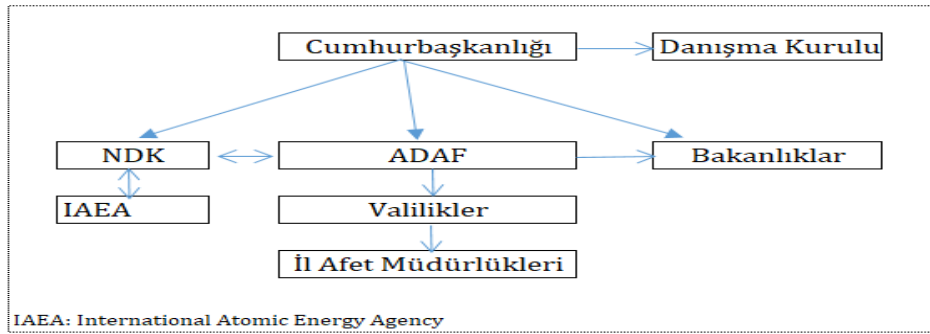 Cumhurbaşkanlığı
Danışma Kurulu
NDK
ADAF
Bakanlıklar
IAEA
Valilikler
İl Afet Müdürlükleri
IAEA: International Atomic Energy Agency